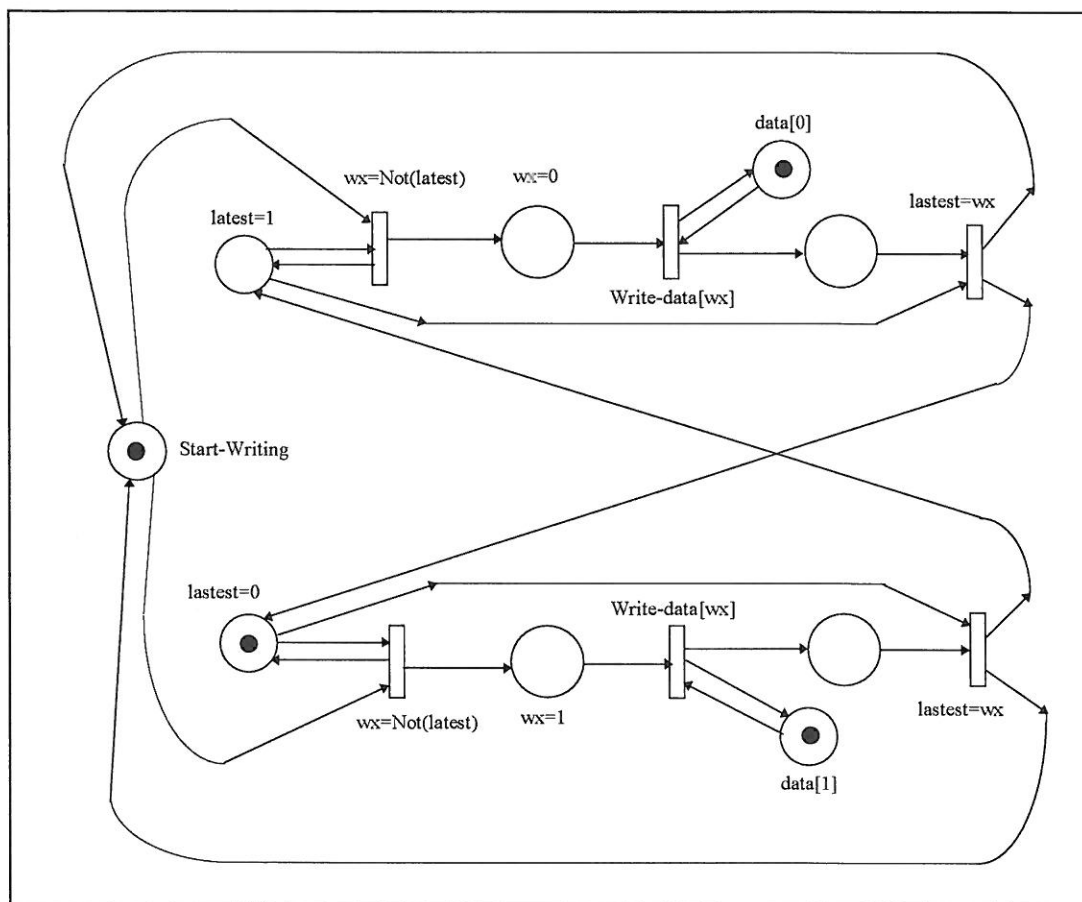 data[0]
wx=Not(latest)
wx=0
lastest=wx
latest=1
Write-data[wx]
Start-Writing
lastest=0
Write-data[wx]
wx=Not(latest)
wx=1
lastest=wx
data[1]